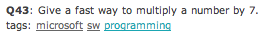 Q43: Give a fast way to multiply a number by 7.
tags: microsoft sw programming